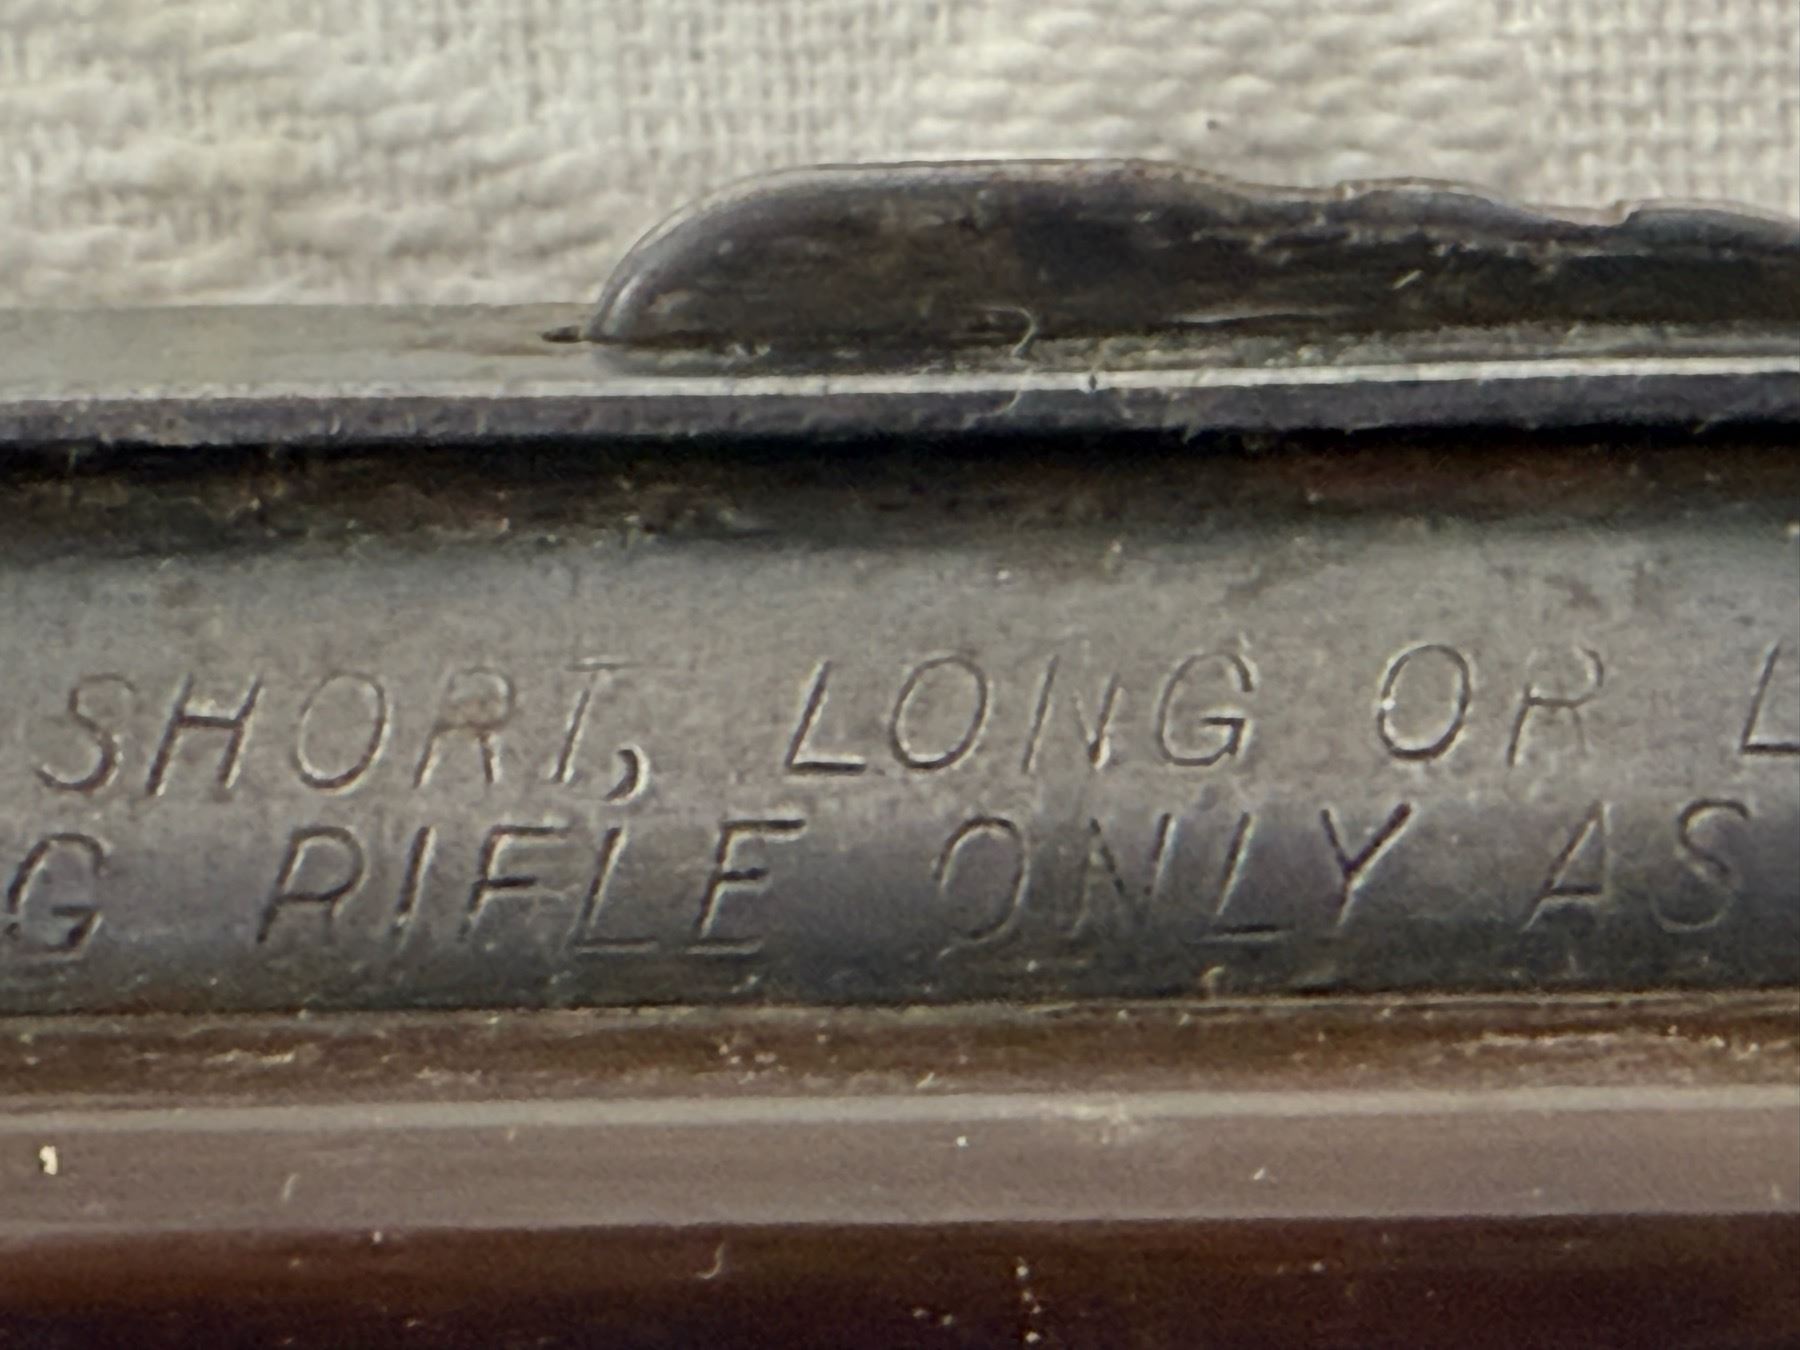 SHORT, LONG OR L
G RIFLE ONLY AS